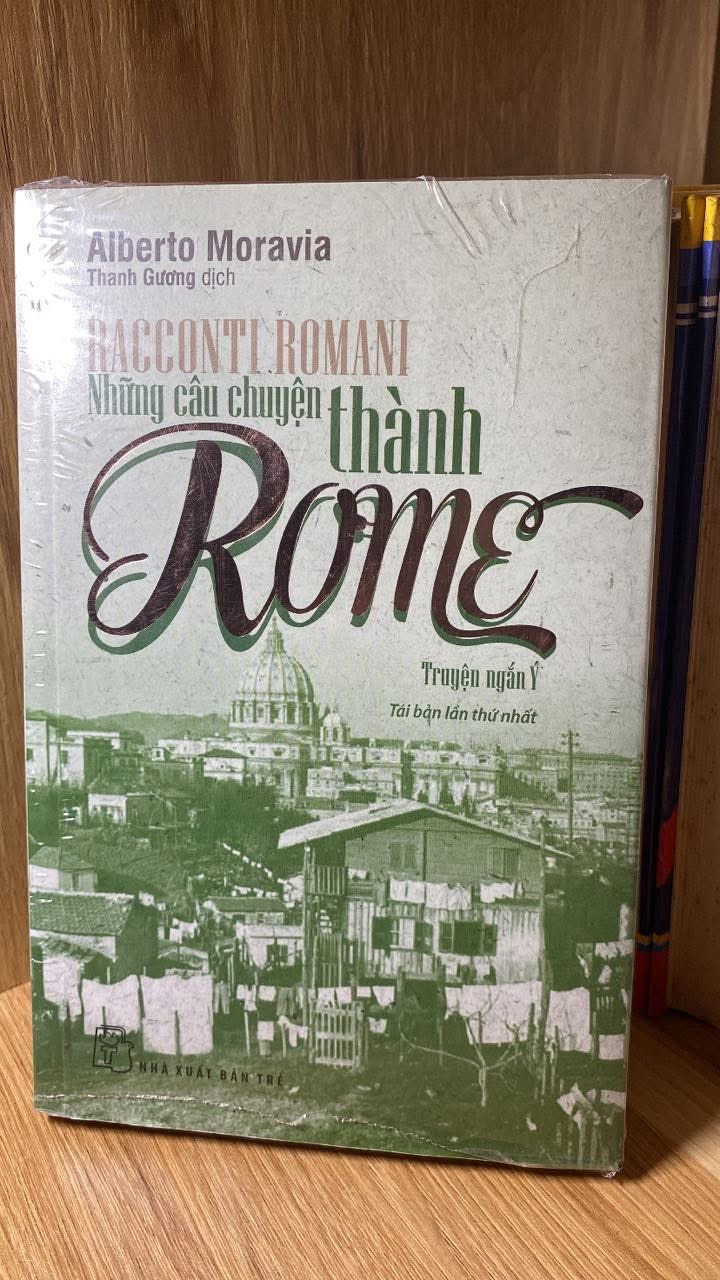 Alberto Moravia
Thanh Gương dịch
RACCONTI ROMANI
Những câu chuyện thành
ROME
Truyện ngắn Ý
Tái bản lần thứ nhất
NHÀ XUẤT BẢN TRẺ